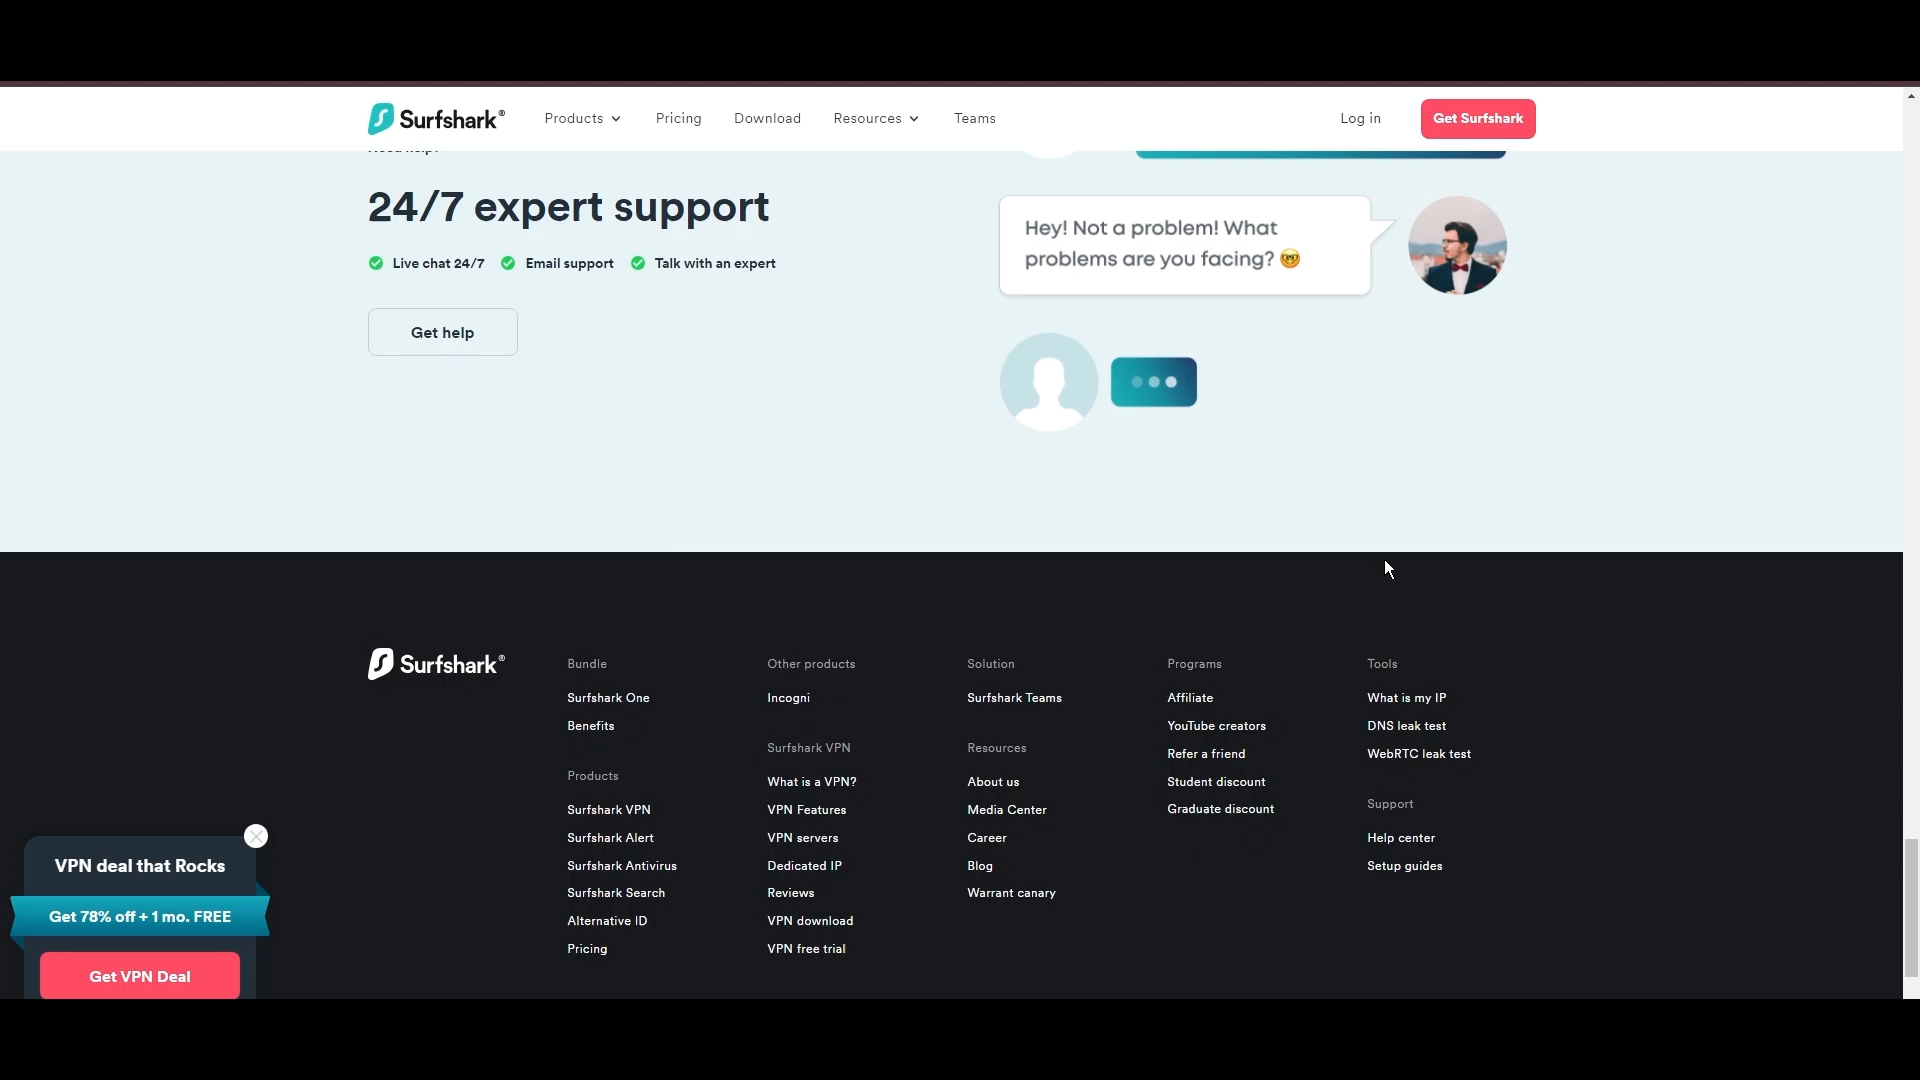 Surfshark®
Products
Pricing
Download
Resources
Teams
Log in
Get Surfshark
24/7 expert support
Live chat 24/7
Email support
Talk with an expert
Get help
Hey! Not a problem! What
problems are you facing? 🤓
Surfshark®
Bundle
Surfshark One
Benefits
Products
Surfshark VPN
Surfshark Alert
Surfshark Antivirus
Surfshark Search
Alternative ID
Pricing
Other products
Incogni
Surfshark VPN
What is a VPN?
VPN Features
VPN servers
Dedicated IP
Reviews
VPN download
VPN free trial
Solution
Surfshark Teams
Resources
About us
Media Center
Career
Blog
Warrant canary
Programs
Affiliate
YouTube creators
Refer a friend
Student discount
Graduate discount
Tools
What is my IP
DNS leak test
WebRTC leak test
Support
Help center
Setup guides
VPN deal that Rocks
Get 78% off + 1 mo. FREE
Get VPN Deal